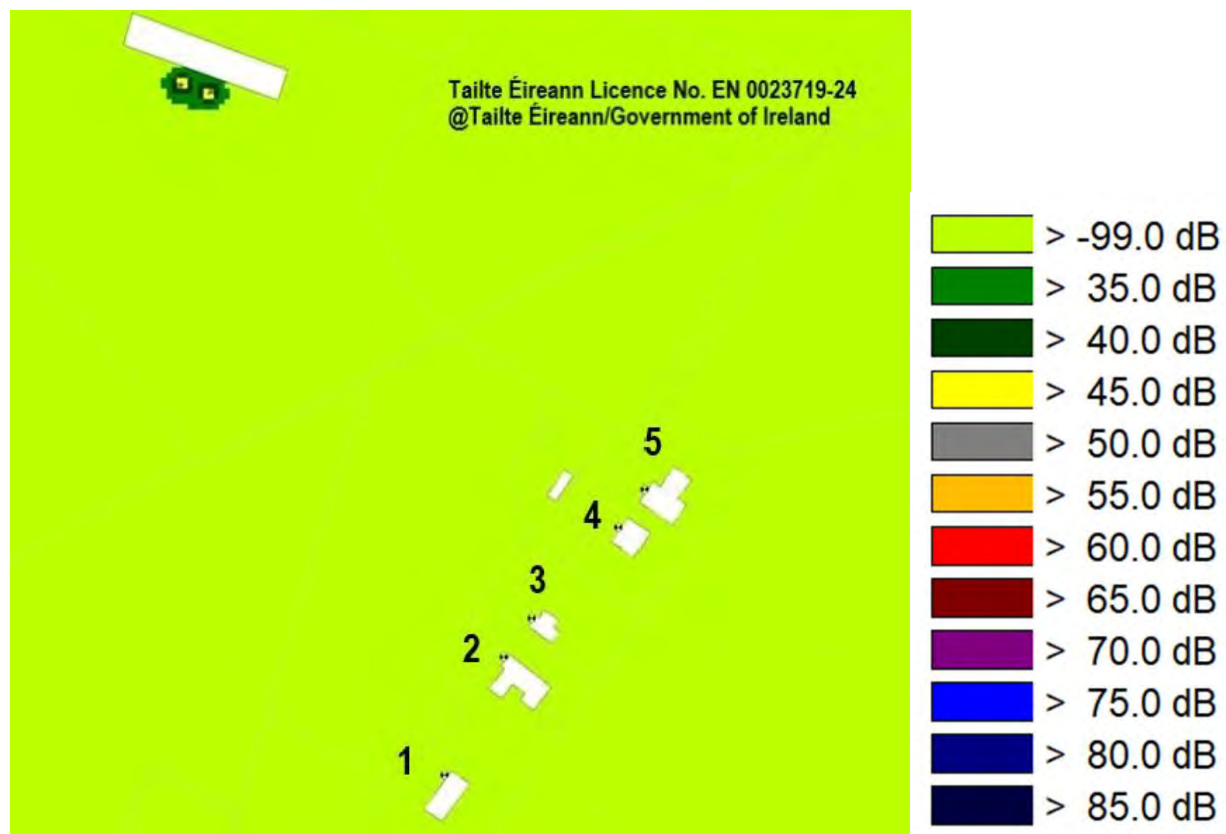 Tailte Éireann Licence No. EN 0023719-24
@Tailte Éireann/Government of Ireland
5
4
3
2
1
> -99.0 dB
> 35.0 dB
> 40.0 dB
> 45.0 dB
> 50.0 dB
> 55.0 dB
> 60.0 dB
> 65.0 dB
> 70.0 dB
> 75.0 dB
> 80.0 dB
> 85.0 dB